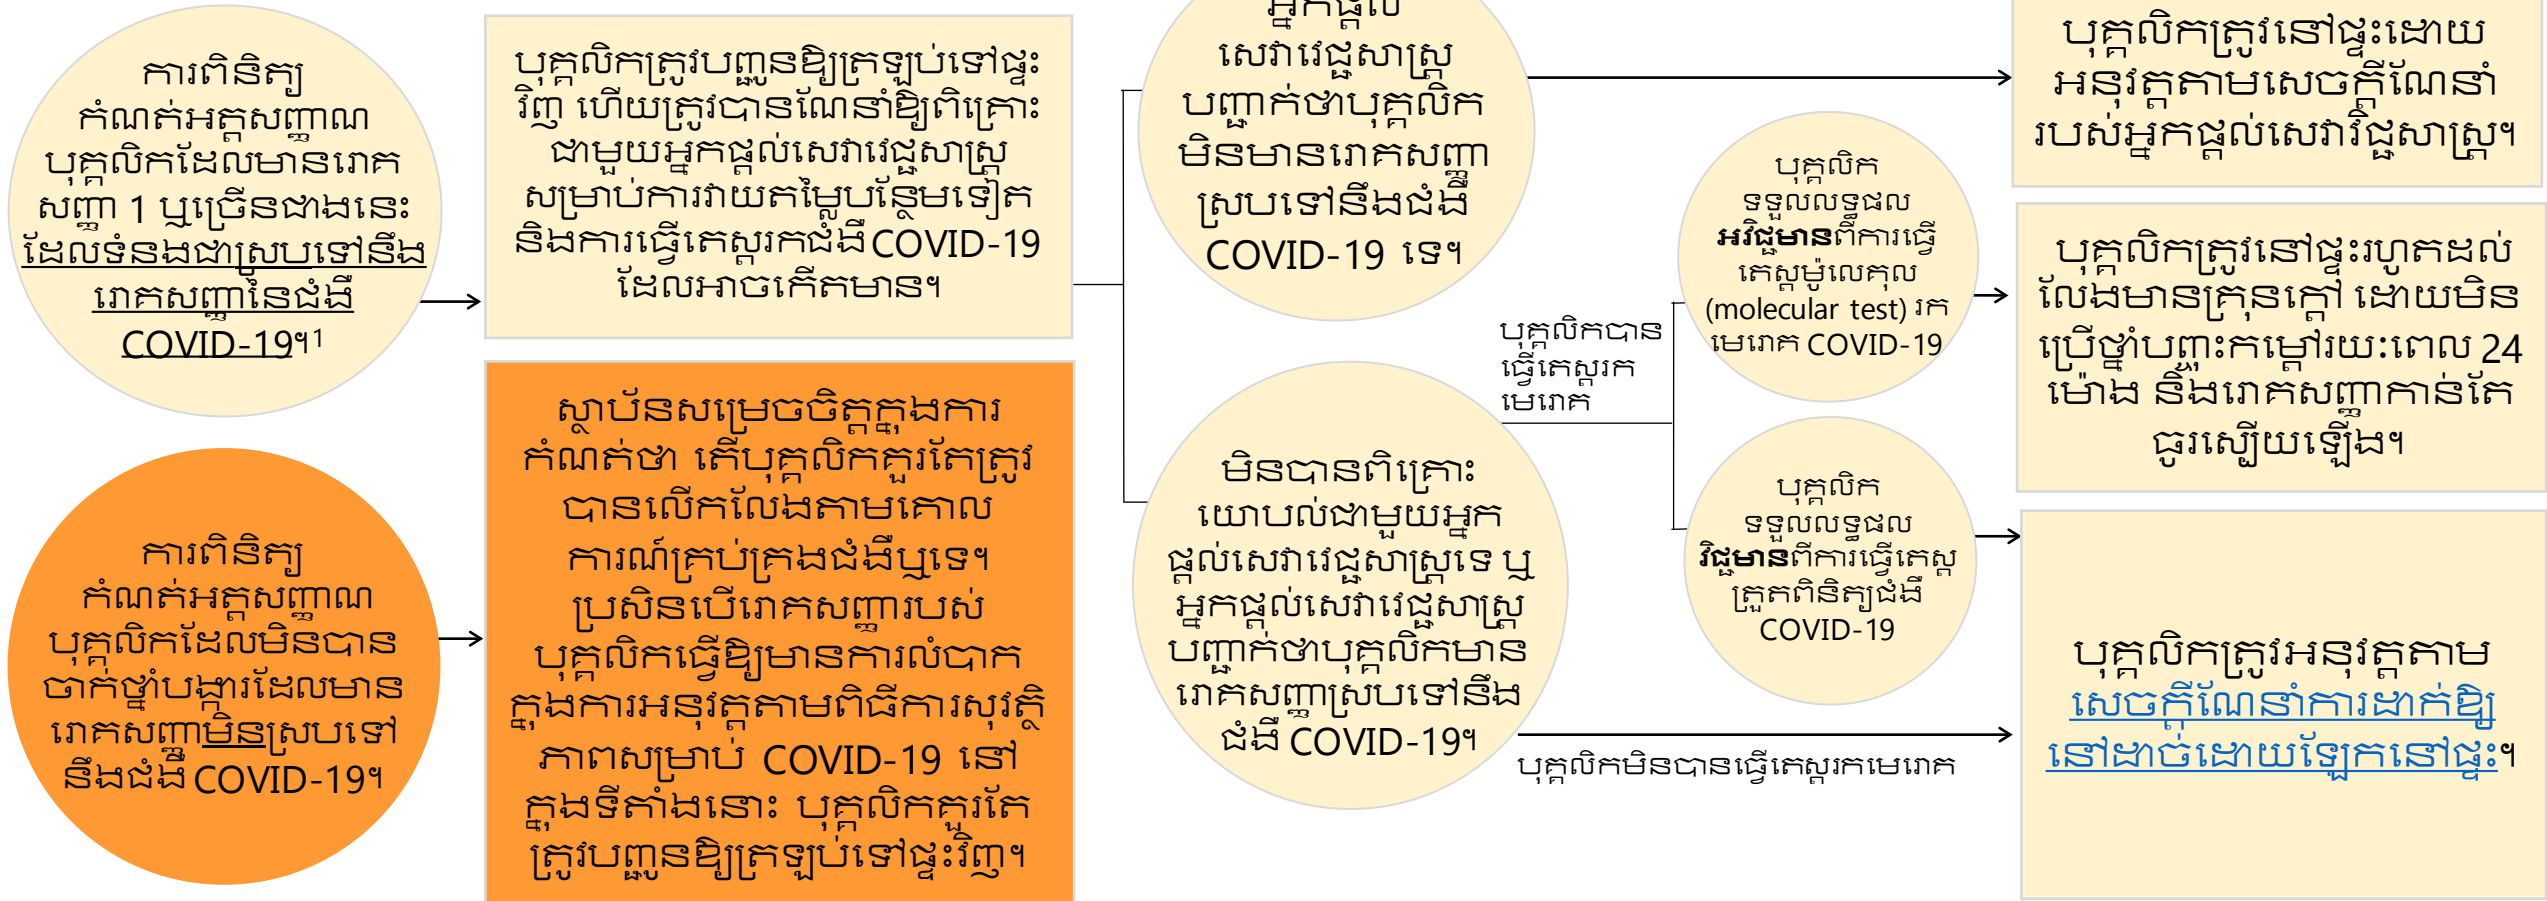 ការពិនិត្យ
កំណត់អត្តសញ្ញាណ
បុគ្គលិកដែលមានរោគ
សញ្ញា 1 ឬច្រើនជាងនេះ
ដែលទំនងជាស្របទៅនឹង
រោគសញ្ញានៃជំងឺ
COVID-19។1
បុគ្គលិកត្រូវបញ្ជូនឱ្យត្រឡប់ទៅផ្ទះ
វិញ ហើយត្រូវបានណែនាំឱ្យពិគ្រោះ
ជាមួយអ្នកផ្តល់សេវាវេជ្ជសាស្ត្រ
សម្រាប់ការវាយតម្លៃបន្ថែមទៀត
និងការធ្វើតេស្តរកជំងឺ COVID-19
ដែលអាចកើតមាន។
អ្នកផ្តល់
សេវាវេជ្ជសាស្ត្រ
បញ្ជាក់ថាបុគ្គលិក
មិនមានរោគសញ្ញា
ស្របទៅនឹងជំងឺ
COVID-19 ទេ។
បុគ្គលិកត្រូវនៅផ្ទះដោយ
អនុវត្តតាមសេចក្តីណែនាំ
របស់អ្នកផ្តល់សេវាវិជ្ជសាស្ត្រ។
ការពិនិត្យ
កំណត់អត្តសញ្ញាណ
បុគ្គលិកដែលមិនបាន
ចាក់ថ្នាំបង្ការដែលមាន
រោគសញ្ញាមិនស្របទៅ
នឹងជំងឺ COVID-19។
ស្ថាប័នសម្រេចចិត្តក្នុងការ
កំណត់ថា តើបុគ្គលិកគួរតែត្រូវ
បានលើកលែងតាមគោល
ការណ៍គ្រប់គ្រងជំងឺឬទេ។
ប្រសិនបើរោគសញ្ញារបស់
បុគ្គលិកធ្វើឱ្យមានការលំបាក
ក្នុងការអនុវត្តតាមពិធីការសុវត្ថិ
ភាពសម្រាប់ COVID-19 នៅ
ក្នុងទីតាំងនោះ បុគ្គលិកគួរតែ
ត្រូវបញ្ជូនឱ្យត្រឡប់ទៅផ្ទះវិញ។
មិនបានពិគ្រោះ
យោបល់ជាមួយអ្នក
ផ្តល់សេវាវេជ្ជសាស្ត្រទេ ឬ
អ្នកផ្តល់សេវាវេជ្ជសាស្ត្រ
បញ្ជាក់ថាបុគ្គលិកមាន
រោគសញ្ញាស្របទៅនឹង
ជំងឺ COVID-19។
បុគ្គលិកបាន
ធ្វើតេស្តរក
មេរោគ
បុគ្គលិក
ទទួលលទ្ធផល
អវិជ្ជមានពីការធ្វើ
តេស្តម៉ូលេគុល
(molecular test) រក
មេរោគ COVID-19
បុគ្គលិកត្រូវនៅផ្ទះរហូតដល់
លែងមានគ្រុនក្តៅ ដោយមិន
ប្រើថ្នាំបញ្ចុះកម្តៅរយៈពេល 24
ម៉ោង និងរោគសញ្ញាកាន់តែ
ធូរស្បើយឡើង។
បុគ្គលិក
ទទួលលទ្ធផល
វិជ្ជមានពីការធ្វើតេស្ត
ត្រួតពិនិត្យជំងឺ
COVID-19
បុគ្គលិកមិនបានធ្វើតេស្តរកមេរោគ
បុគ្គលិកត្រូវអនុវត្តតាម
សេចក្តីណែនាំការដាក់ឱ្យ
នៅដាច់ដោយឡែកនៅផ្ទះ។